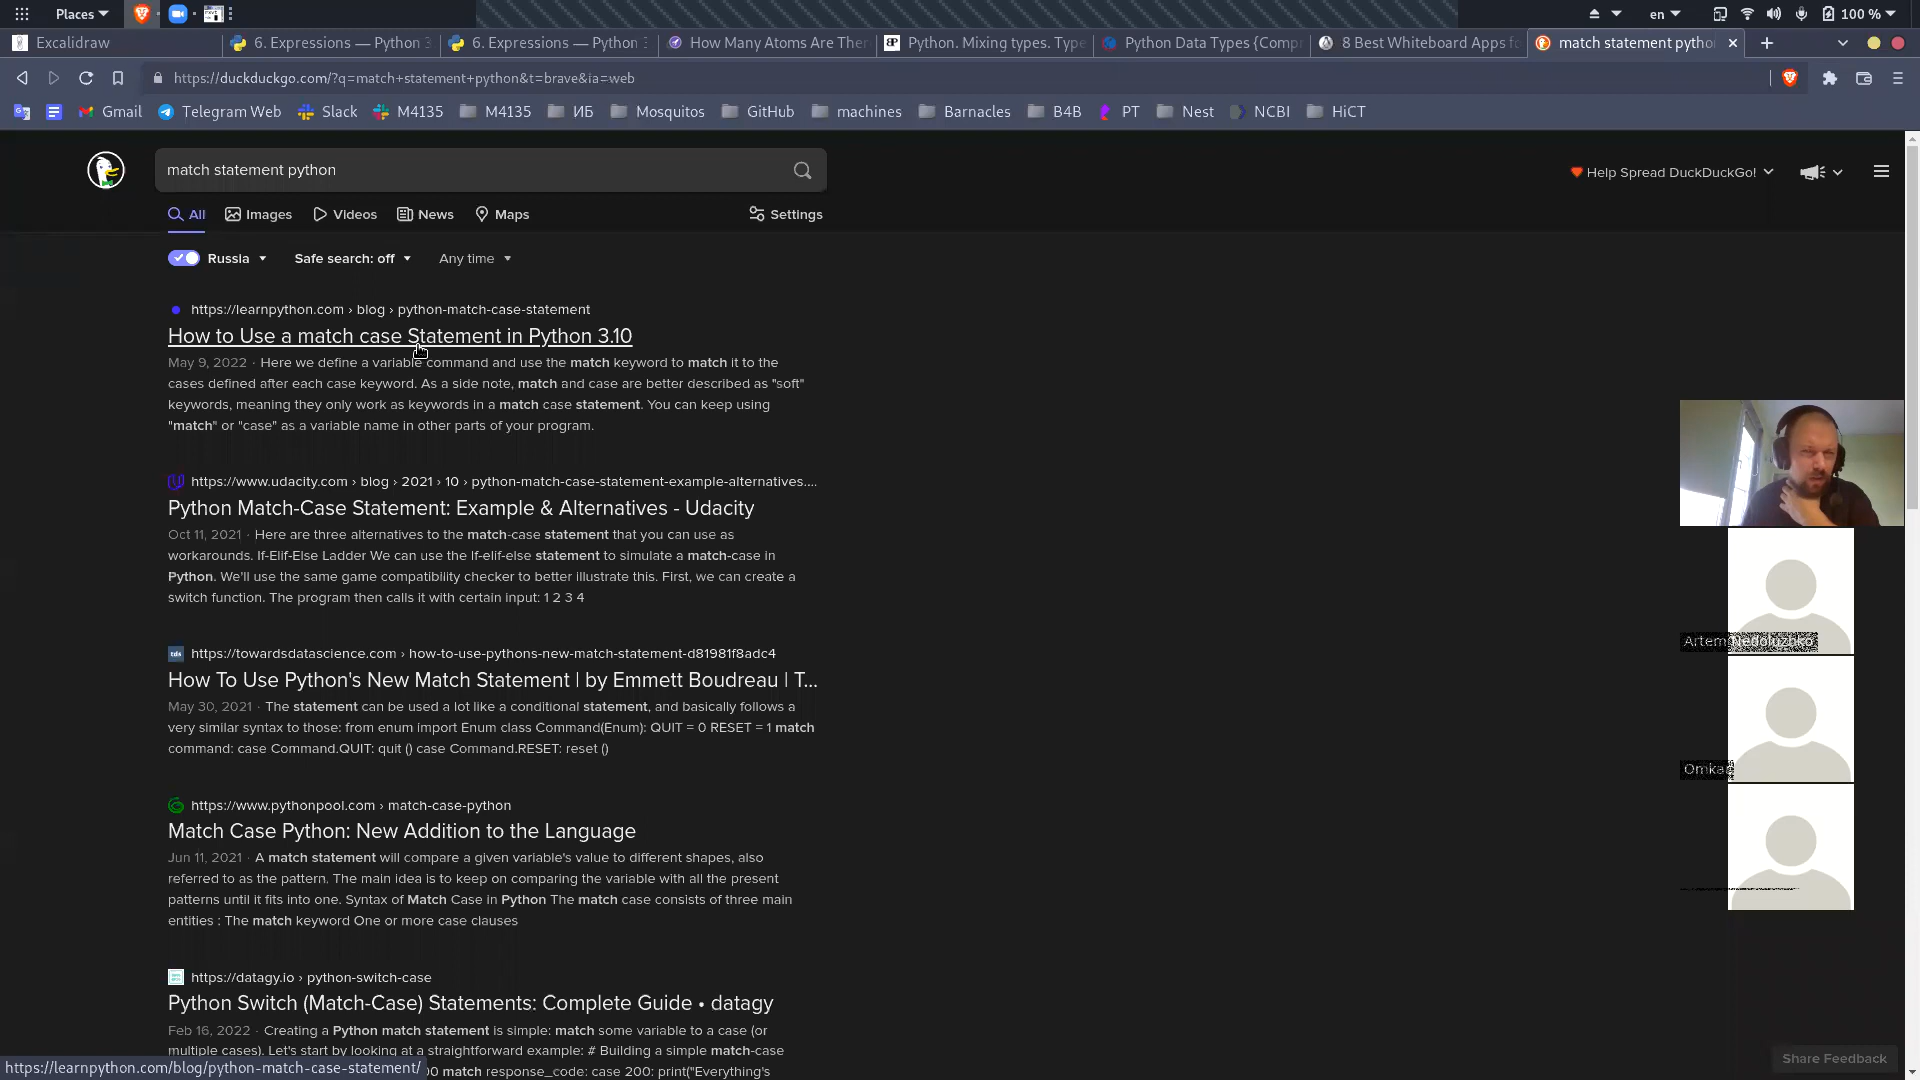 Places
en
100 %
Excalidraw
6. Expressions — Python 3
6. Expressions — Python 3
How Many Atoms Are Ther
Python. Mixing types. Type
Python Data Types {Compr
8 Best Whiteboard Apps fo
match statement pytho
https://duckduckgo.com/?q=match+statement+python&t=brave&ia=web
Gmail
Telegram Web
Slack
M4135
M4135
ИБ
Mosquitos
GitHub
machines
Barnacles
B4B
PT
Nest
NCBI
HiCT
match statement python
Help Spread DuckDuckGo!
All
Images
Videos
News
Maps
Settings
Russia
Safe search: off
Any time
https://learnpython.com › blog › python-match-case-statement
How to Use a match case Statement in Python 3.10
May 9, 2022 · Here we define a variable command and use the match keyword to match it to the
cases defined after each case keyword. As a side note, match and case are better described as "soft"
keywords, meaning they only work as keywords in a match case statement. You can keep using
"match" or "case" as a variable name in other parts of your program.
https://www.udacity.com › blog › 2021 › 10 › python-match-case-statement-example-alternatives....
Python Match-Case Statement: Example & Alternatives - Udacity
Oct 11, 2021 · Here are three alternatives to the match-case statement that you can use as
workarounds. If-Elif-Else Ladder We can use the If-elif-else statement to simulate a match-case in
Python. We'll use the same game compatibility checker to better illustrate this. First, we can create a
switch function. The program then calls it with certain input: 1 2 3 4
https://towardsdatascience.com › how-to-use-pythons-new-match-statement-d81981f8adc4
How To Use Python's New Match Statement | by Emmett Boudreau | T...
May 30, 2021 · The statement can be used a lot like a conditional statement, and basically follows a
very similar syntax to those: from enum import Enum class Command(Enum): QUIT = 0 RESET = 1 match
command: case Command.QUIT: quit () case Command.RESET: reset ()
https://www.pythonpool.com › match-case-python
Match Case Python: New Addition to the Language
Jun 11, 2021 · A match statement will compare a given variable's value to different shapes, also
referred to as the pattern. The main idea is to keep on comparing the variable with all the present
patterns until it fits into one. Syntax of Match Case in Python The match case consists of three main
entities : The match keyword One or more case clauses
https://datagy.io › python-switch-case
Python Switch (Match-Case) Statements: Complete Guide • datagy
Feb 16, 2022 · Creating a Python match statement is simple: match some variable to a case (or
multiple cases). Let's start by looking at a straightforward example: # Building a simple match-case
00 match response_code: case 200: print("Everything's
https://learnpython.com/blog/python-match-case-statement/
Artem Nedoluzhko
Omkar
Share Feedback